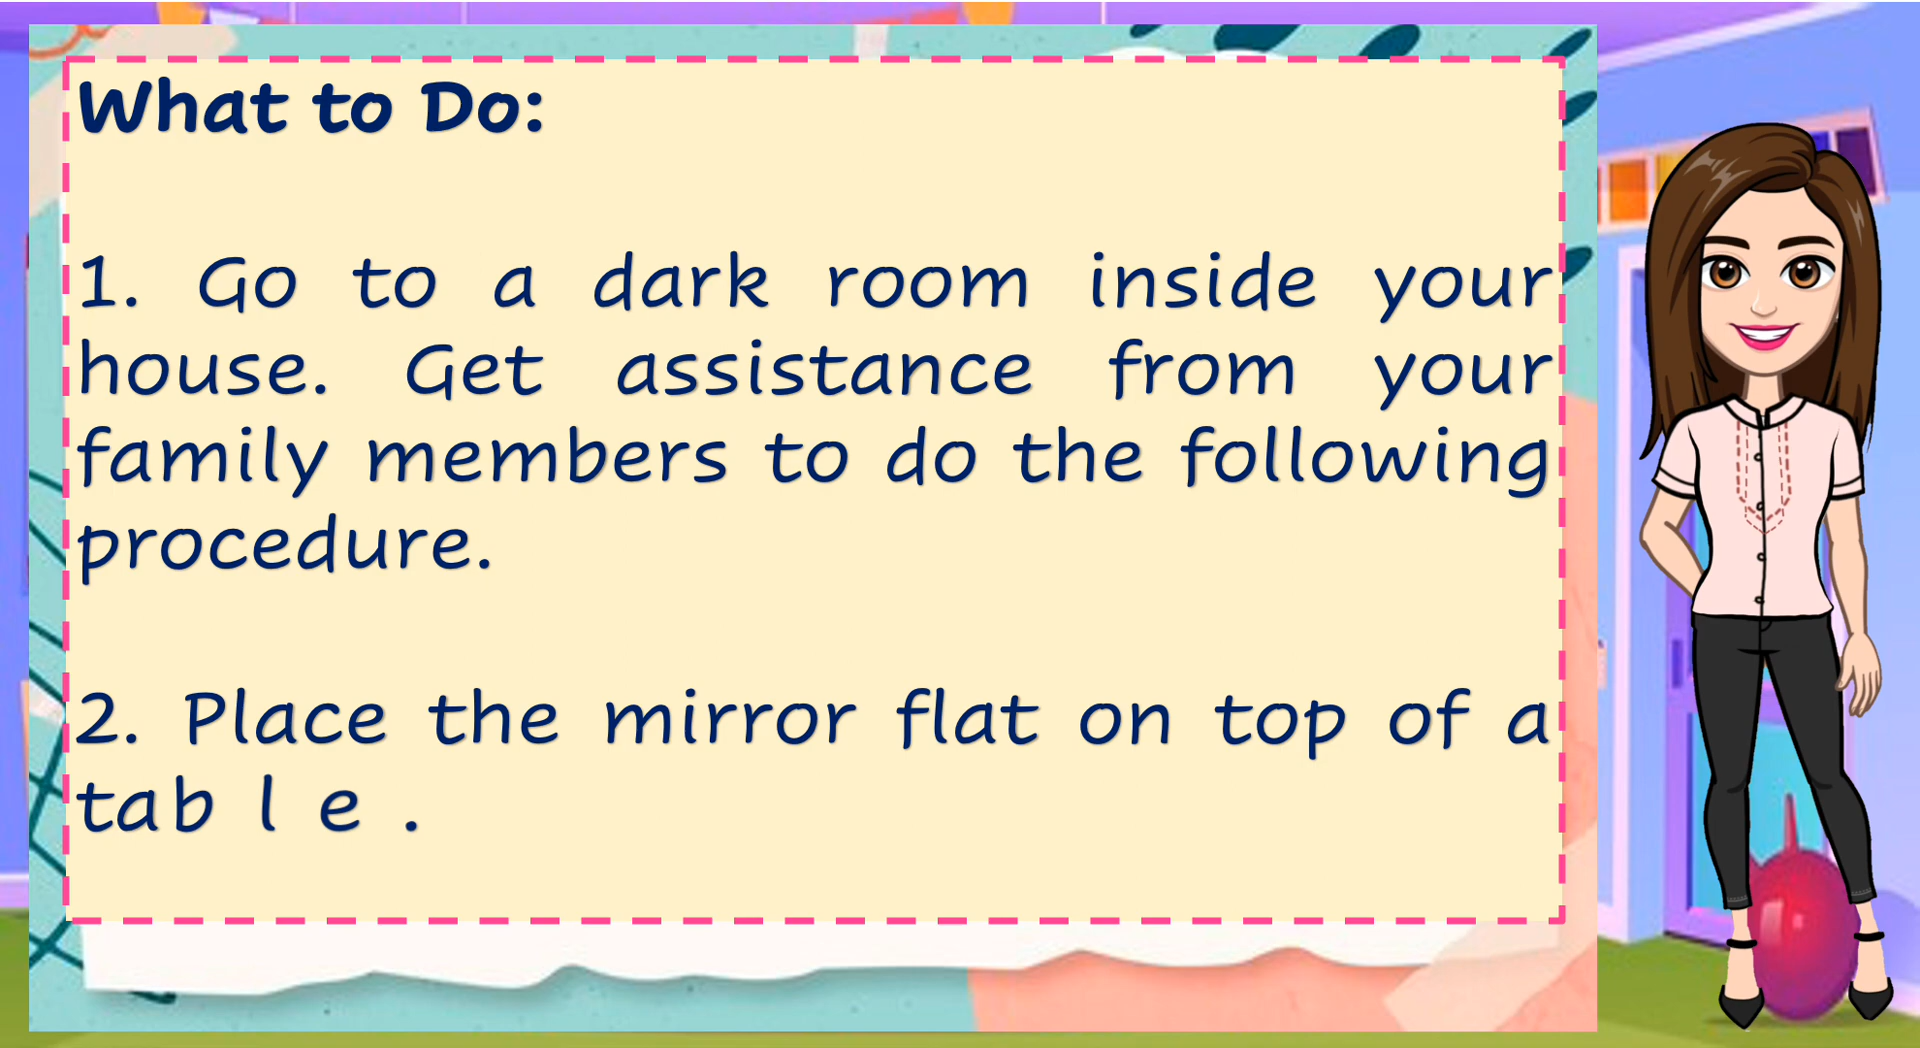 What to Do:
1. Go to a dark room inside your
house. Get assistance from your
family members to do the following
procedure.
2. Place the mirror flat on top of a
tab l e .